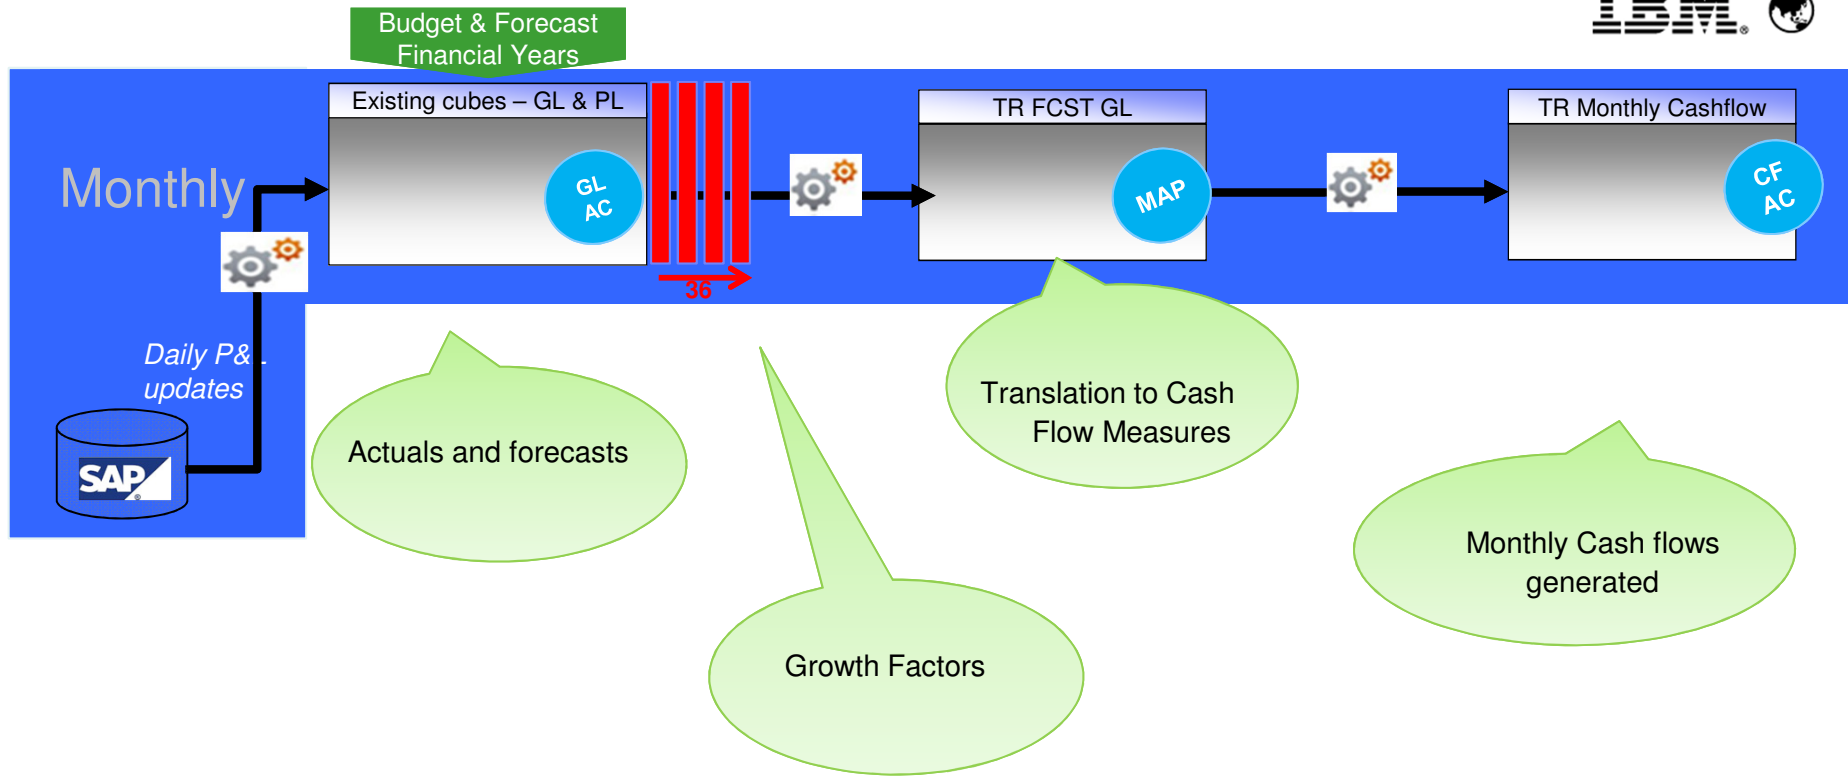 Budget & Forecast
Financial Years
IBM®
Existing cubes – GL & PL
TR FCST GL
TR Monthly Cashflow
Monthly
GL
AC
MAP
CF
AC
36
Daily P&L
updates
SAP®
Actuals and forecasts
Translation to Cash
Flow Measures
Monthly Cash flows
generated
Growth Factors